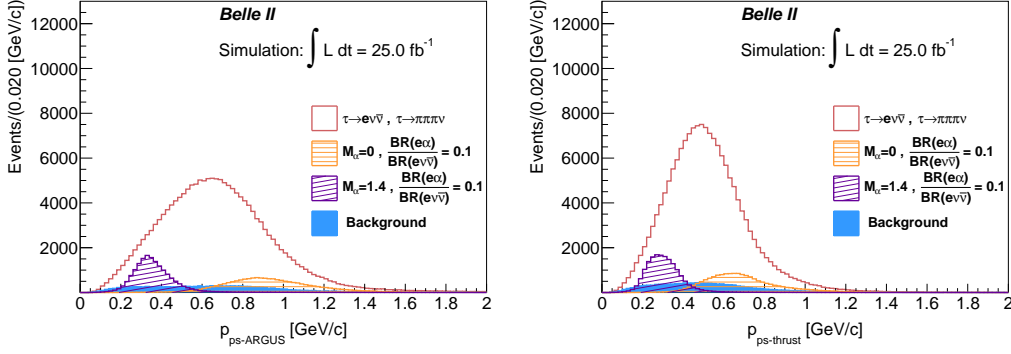 Belle II
Simulation: ∫ L dt = 25.0 fb⁻¹
Events/(0.020 [GeV/c]
12000
10000
8000
6000
4000
2000
τ→eνν̄ , τ→πππν
Mα=0 , BR(eα)/BR(eνν̄) = 0.1
Mα=1.4 , BR(eα)/BR(eνν̄) = 0.1
Background
0 0.2 0.4 0.6 0.8 1 1.2 1.4 1.6 1.8 2
p ps-ARGUS [GeV/c]
Belle II
Simulation: ∫ L dt = 25.0 fb⁻¹
Events/(0.020 [GeV/c]
12000
10000
8000
6000
4000
2000
τ→eνν̄ , τ→πππν
Mα=0 , BR(eα)/BR(eνν̄) = 0.1
Mα=1.4 , BR(eα)/BR(eνν̄) = 0.1
Background
0 0.2 0.4 0.6 0.8 1 1.2 1.4 1.6 1.8 2
p ps-thrust [GeV/c]